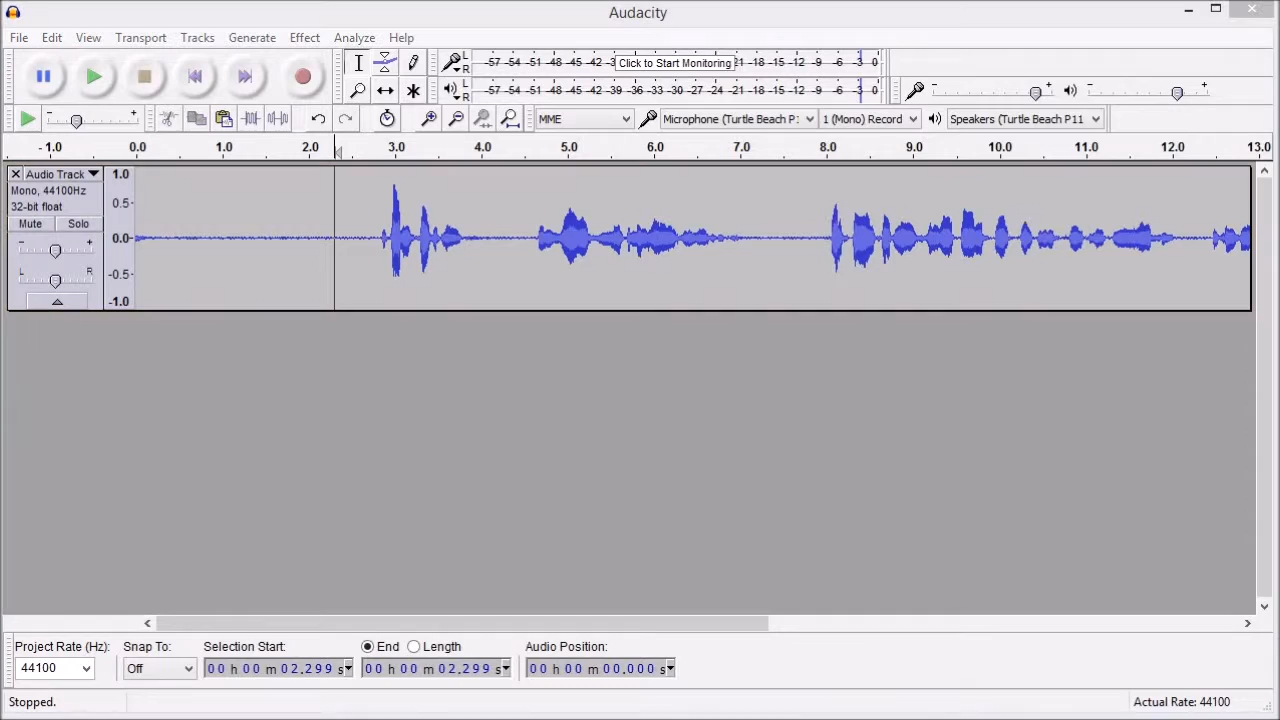 Audacity
File Edit View Transport Tracks Generate Effect Analyze Help
L
R
-57 -54 -51 -48 -45 -42 Click to Start Monitoring -18 -15 -12 -9 -6 -3 0
L
R
-57 -54 -51 -48 -45 -42 -39 -36 -33 -30 -27 -24 -21 -18 -15 -12 -9 -6 -3 0
- +
- +
- +
MME
Microphone (Turtle Beach P:
1 (Mono) Record
Speakers (Turtle Beach P11
-1.0 0.0 1.0 2.0 3.0 4.0 5.0 6.0 7.0 8.0 9.0 10.0 11.0 12.0 13.0
Audio Track
Mono, 44100Hz
32-bit float
Mute Solo
- +
L R
1.0
0.5
0.0
-0.5
-1.0
Project Rate (Hz): Snap To: Selection Start: End Length Audio Position:
44100 Off 00 h 00 m 02.299 s 00 h 00 m 02.299 s 00 h 00 m 00.000 s
Stopped. Actual Rate: 44100